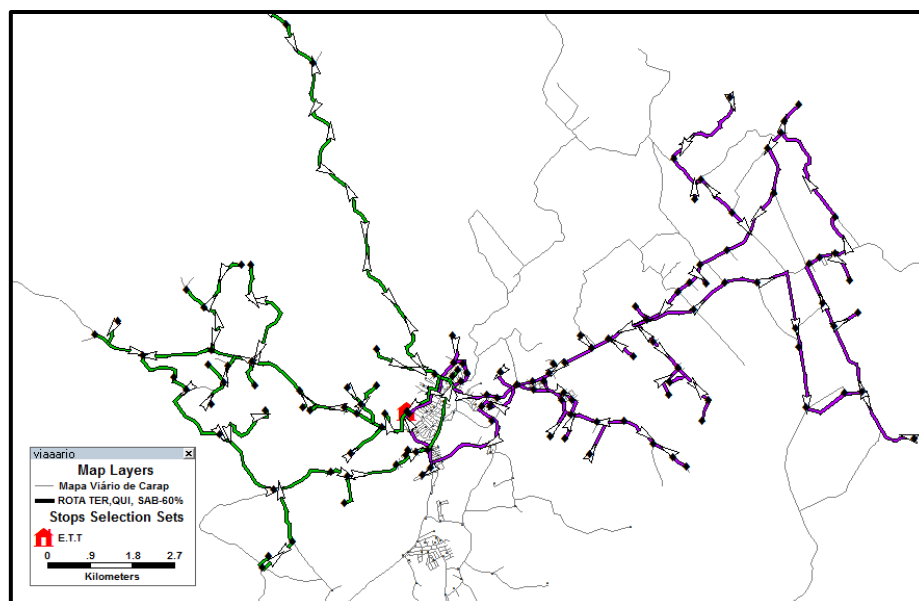 viaaario
Map Layers
Mapa Viário de Carap
ROTA TER,QUI, SAB-60%
Stops Selection Sets
E.T.T
0 .9 1.8 2.7
Kilometers